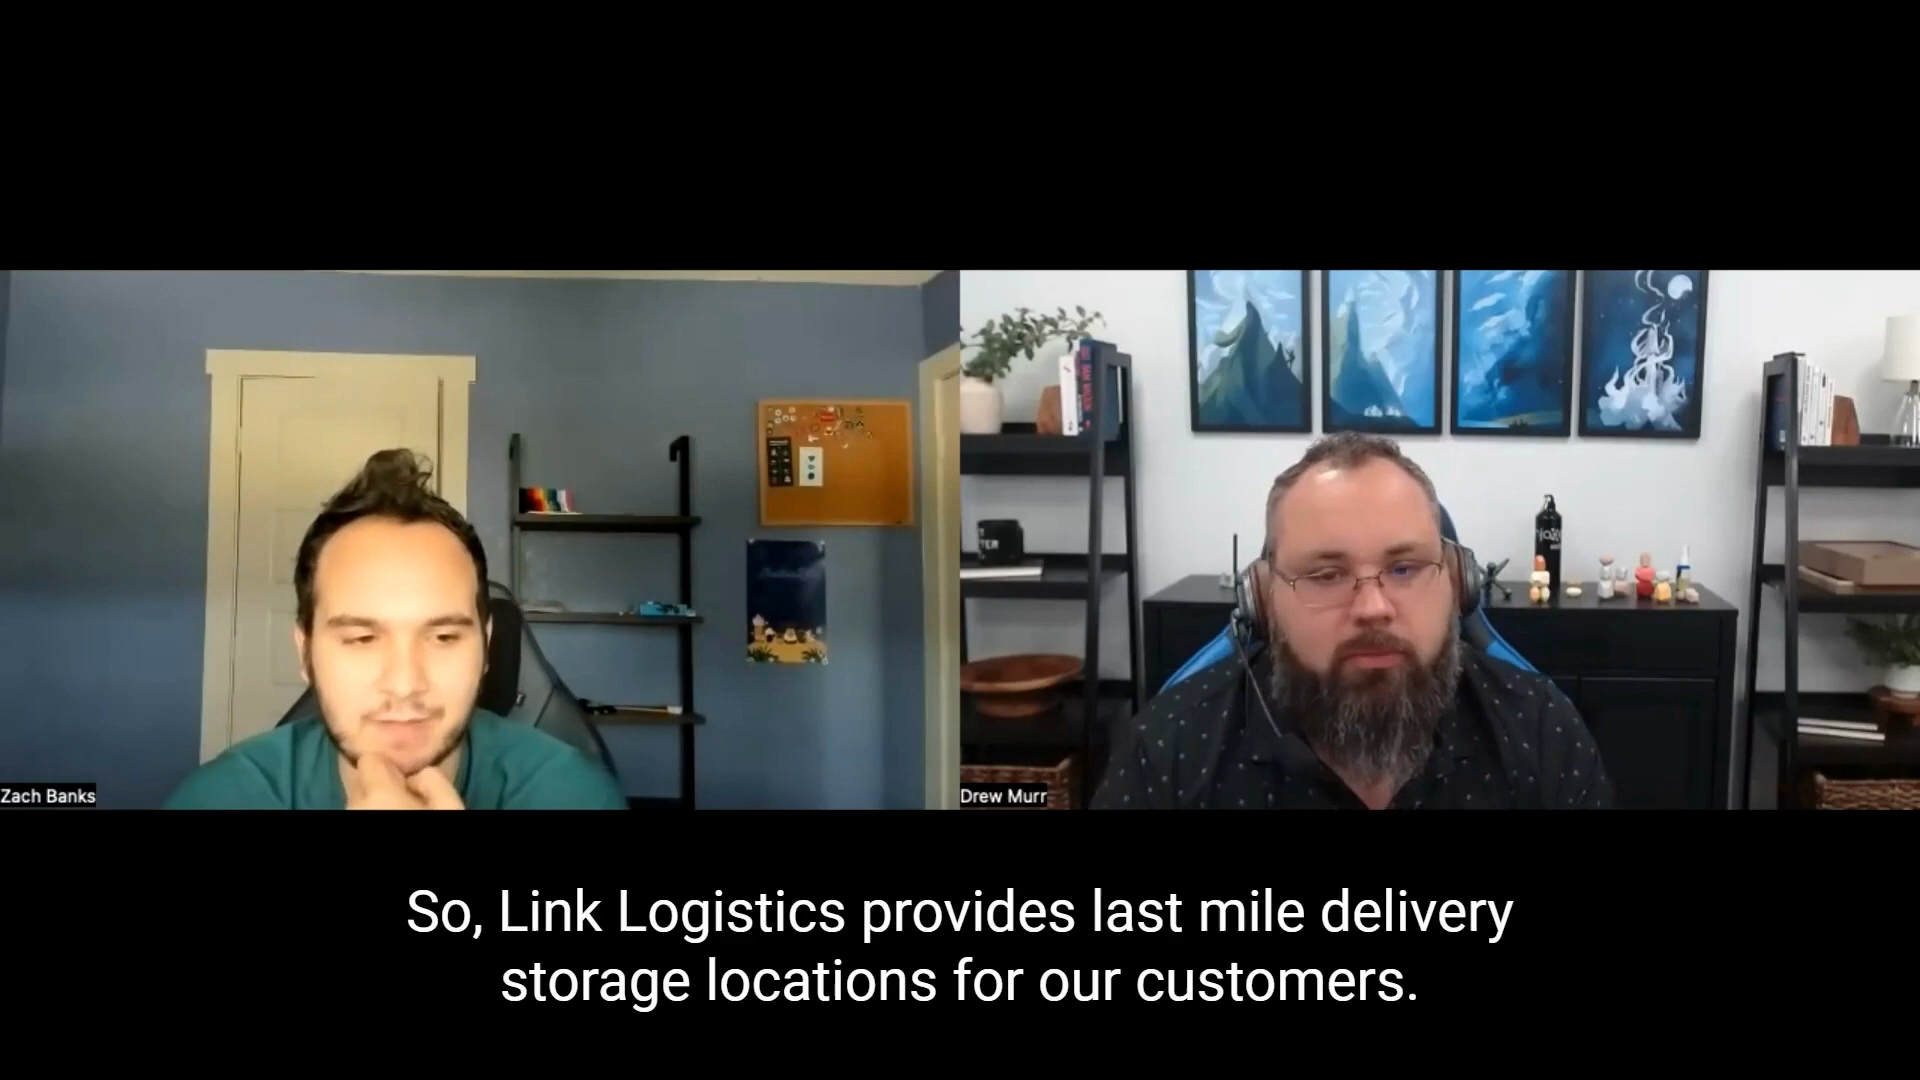 Zach Banks
Drew Murr
So, Link Logistics provides last mile delivery
storage locations for our customers.